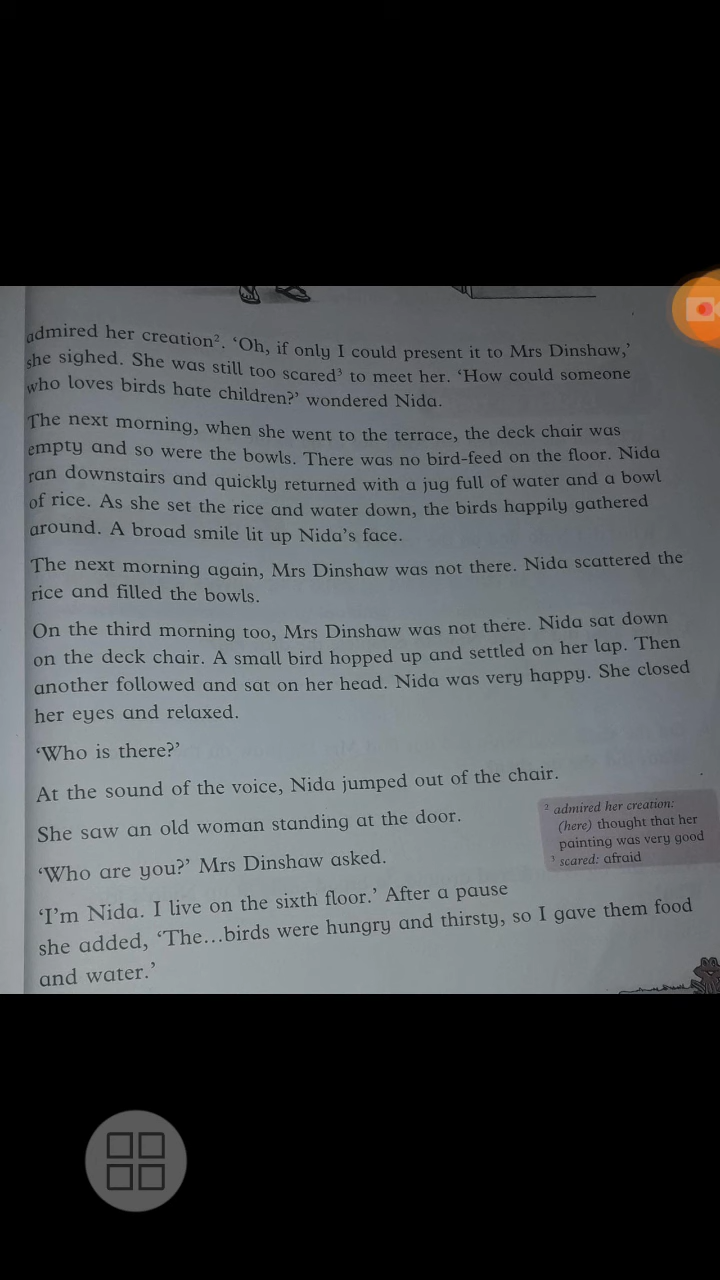 admired her creation². ‘Oh, if only I could present it to Mrs Dinshaw,’
she sighed. She was still too scared³ to meet her. ‘How could someone
who loves birds hate children?’ wondered Nida.
The next morning, when she went to the terrace, the deck chair was
empty and so were the bowls. There was no bird-feed on the floor. Nida
ran downstairs and quickly returned with a jug full of water and a bowl
of rice. As she set the rice and water down, the birds happily gathered
around. A broad smile lit up Nida’s face.
The next morning again, Mrs Dinshaw was not there. Nida scattered the
rice and filled the bowls.
On the third morning too, Mrs Dinshaw was not there. Nida sat down
on the deck chair. A small bird hopped up and settled on her lap. Then
another followed and sat on her head. Nida was very happy. She closed
her eyes and relaxed.
‘Who is there?’
At the sound of the voice, Nida jumped out of the chair.
She saw an old woman standing at the door.
‘Who are you?’ Mrs Dinshaw asked.
‘I’m Nida. I live on the sixth floor.’ After a pause
she added, ‘The...birds were hungry and thirsty, so I gave them food
and water.’
² admired her creation:
(here) thought that her
painting was very good
³ scared: afraid